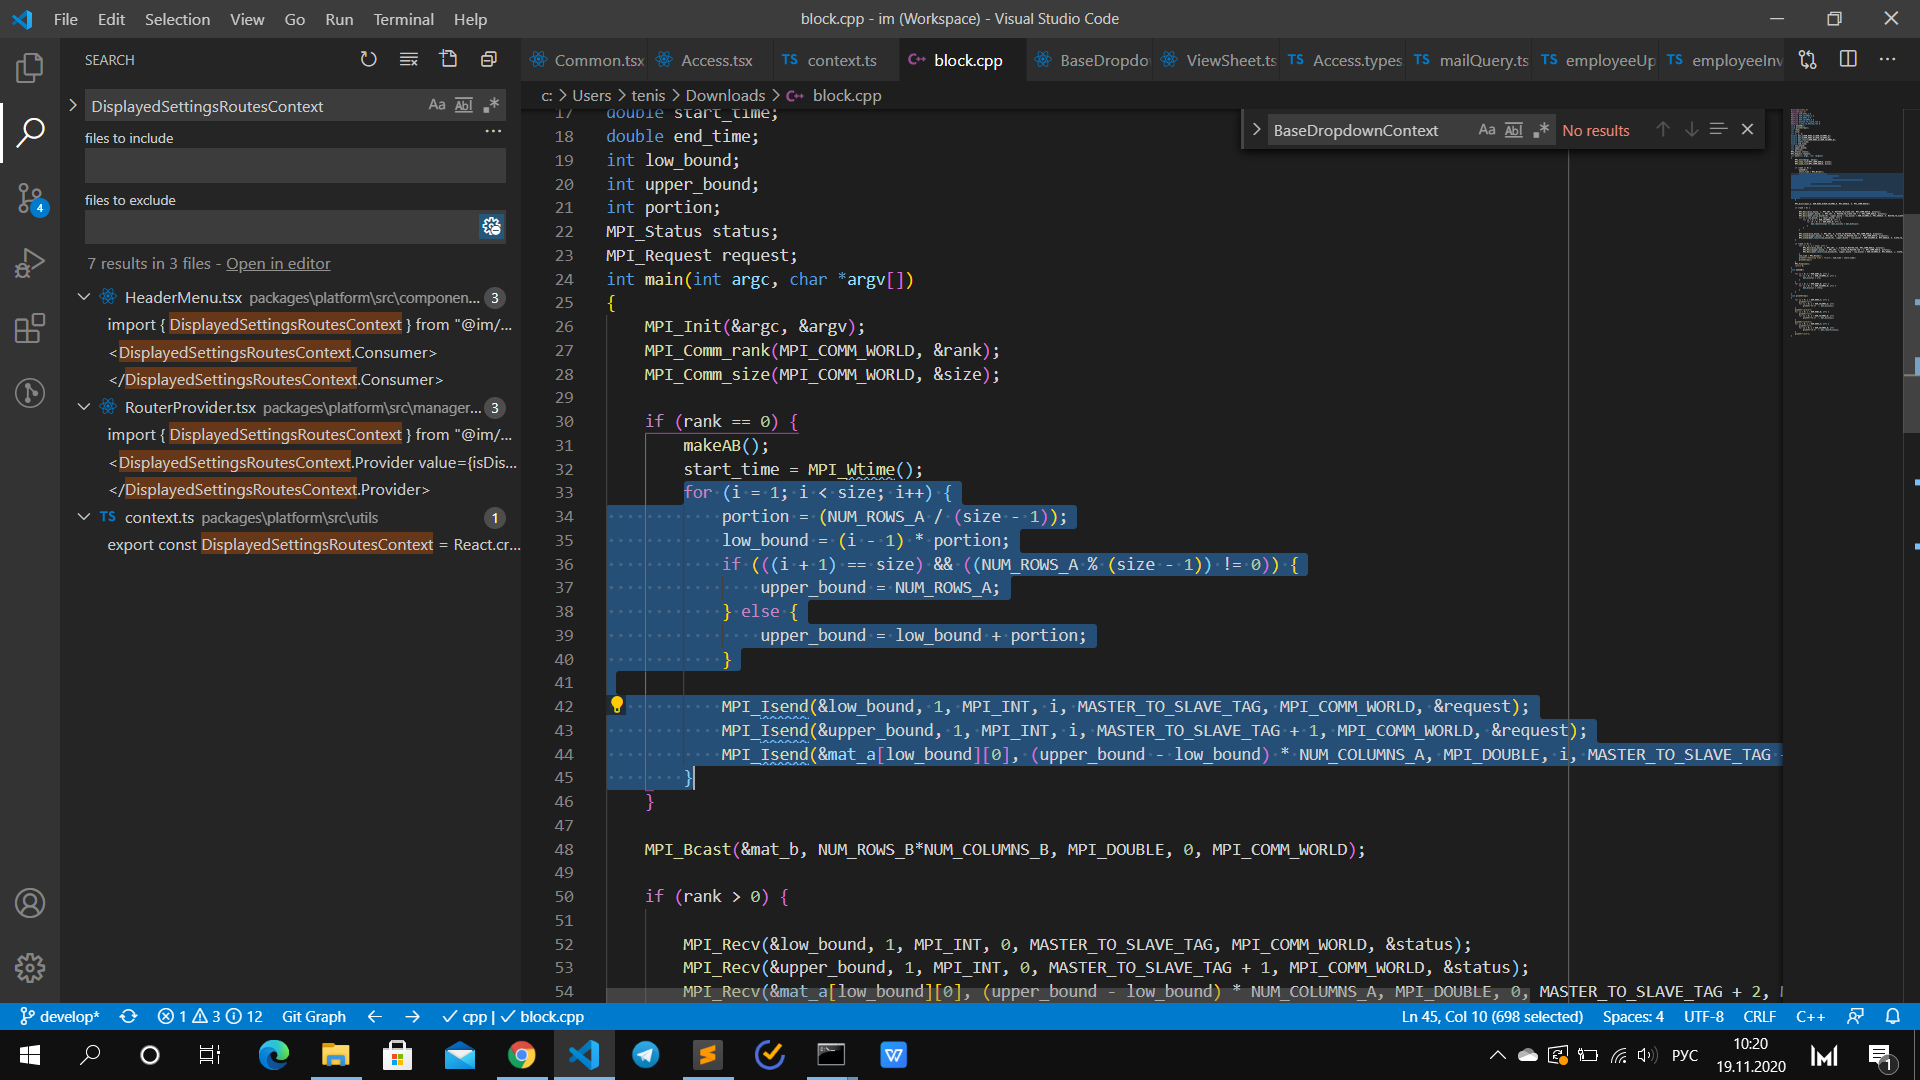 File Edit Selection View Go Run Terminal Help
block.cpp - im (Workspace) - Visual Studio Code
SEARCH
DisplayedSettingsRoutesContext
files to include
files to exclude
7 results in 3 files - Open in editor
HeaderMenu.tsx packages\platform\src\componen... 3
import { DisplayedSettingsRoutesContext } from "@im/...
<DisplayedSettingsRoutesContext.Consumer>
</DisplayedSettingsRoutesContext.Consumer>
RouterProvider.tsx packages\platform\src\manager... 3
import { DisplayedSettingsRoutesContext } from "@im/...
<DisplayedSettingsRoutesContext.Provider value={isDis...
</DisplayedSettingsRoutesContext.Provider>
TS context.ts packages\platform\src\utils 1
export const DisplayedSettingsRoutesContext = React.cr...
4
Common.tsx Access.tsx TS context.ts block.cpp BaseDropdo ViewSheet.ts TS Access.types TS mailQuery.ts TS employeeUp TS employeeInv
c: > Users > tenis > Downloads > block.cpp
BaseDropdownContext Aa Abl No results
17 double start_time;
18 double end_time;
19 int low_bound;
20 int upper_bound;
21 int portion;
22 MPI_Status status;
23 MPI_Request request;
24 int main(int argc, char *argv[])
25 {
26 MPI_Init(&argc, &argv);
27 MPI_Comm_rank(MPI_COMM_WORLD, &rank);
28 MPI_Comm_size(MPI_COMM_WORLD, &size);
29
30 if (rank == 0) {
31 makeAB();
32 start_time = MPI_Wtime();
33 for (i = 1; i < size; i++) {
34 portion = (NUM_ROWS_A / (size - 1));
35 low_bound = (i - 1) * portion;
36 if (((i + 1) == size) && ((NUM_ROWS_A % (size - 1)) != 0)) {
37 upper_bound = NUM_ROWS_A;
38 } else {
39 upper_bound = low_bound + portion;
40 }
41
42 MPI_Isend(&low_bound, 1, MPI_INT, i, MASTER_TO_SLAVE_TAG, MPI_COMM_WORLD, &request);
43 MPI_Isend(&upper_bound, 1, MPI_INT, i, MASTER_TO_SLAVE_TAG + 1, MPI_COMM_WORLD, &request);
44 MPI_Isend(&mat_a[low_bound][0], (upper_bound - low_bound) * NUM_COLUMNS_A, MPI_DOUBLE, i, MASTER_TO_SLAVE_TAG
45 }
46 }
47
48 MPI_Bcast(&mat_b, NUM_ROWS_B*NUM_COLUMNS_B, MPI_DOUBLE, 0, MPI_COMM_WORLD);
49
50 if (rank > 0) {
51
52 MPI_Recv(&low_bound, 1, MPI_INT, 0, MASTER_TO_SLAVE_TAG, MPI_COMM_WORLD, &status);
53 MPI_Recv(&upper_bound, 1, MPI_INT, 0, MASTER_TO_SLAVE_TAG + 1, MPI_COMM_WORLD, &status);
54 MPI_Recv(&mat_a[low_bound][0], (upper_bound - low_bound) * NUM_COLUMNS_A, MPI_DOUBLE, 0, MASTER_TO_SLAVE_TAG + 2,
develop* 1 3 12 Git Graph cpp | block.cpp
Ln 45, Col 10 (698 selected) Spaces: 4 UTF-8 CRLF C++
РУС 10:20
19.11.2020 1